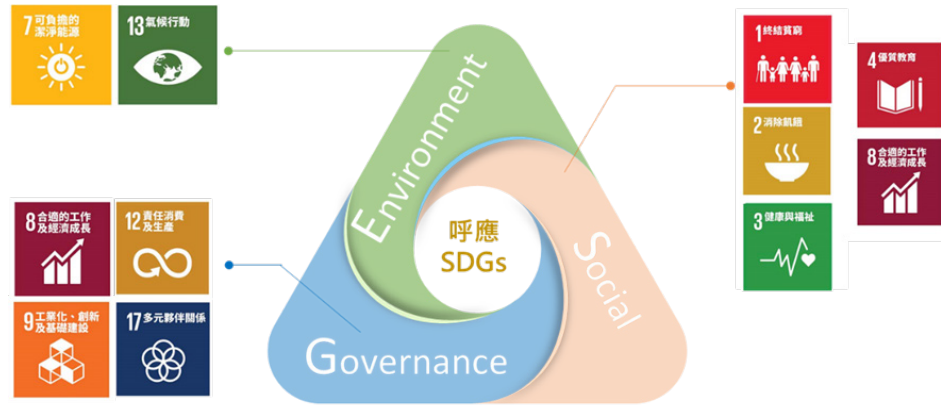 7 可負擔的
潔淨能源
13 氣候行動
1 終結貧窮
4 優質教育
2 消除飢餓
8 合適的工作
及經濟成長
3 健康與福祉
Environment
Social
Governance
呼應
SDGs
8 合適的工作
及經濟成長
12 責任消費
及生產
9 工業化、創新
及基礎建設
17 多元夥伴關係